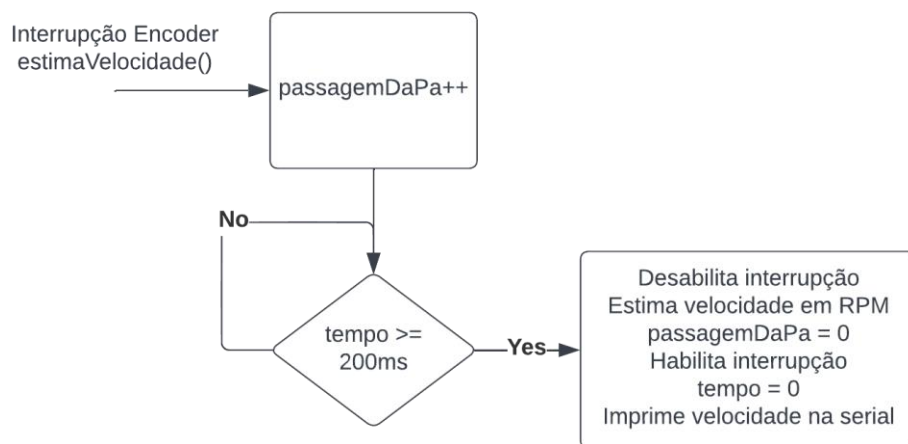 Interrupção Encoder
estimaVelocidade()
passagemDaPa++
No
tempo >=
200ms
Yes
Desabilita interrupção
Estima velocidade em RPM
passagemDaPa = 0
Habilita interrupção
tempo = 0
Imprime velocidade na serial